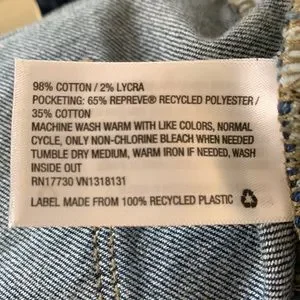 98% COTTON / 2% LYCRA
POCKETING: 65% REPREVE® RECYCLED POLYESTER /
35% COTTON
MACHINE WASH WARM WITH LIKE COLORS, NORMAL
CYCLE, ONLY NON-CHLORINE BLEACH WHEN NEEDED
TUMBLE DRY MEDIUM, WARM IRON IF NEEDED, WASH
INSIDE OUT
RN17730 VN1318131
LABEL MADE FROM 100% RECYCLED PLASTIC